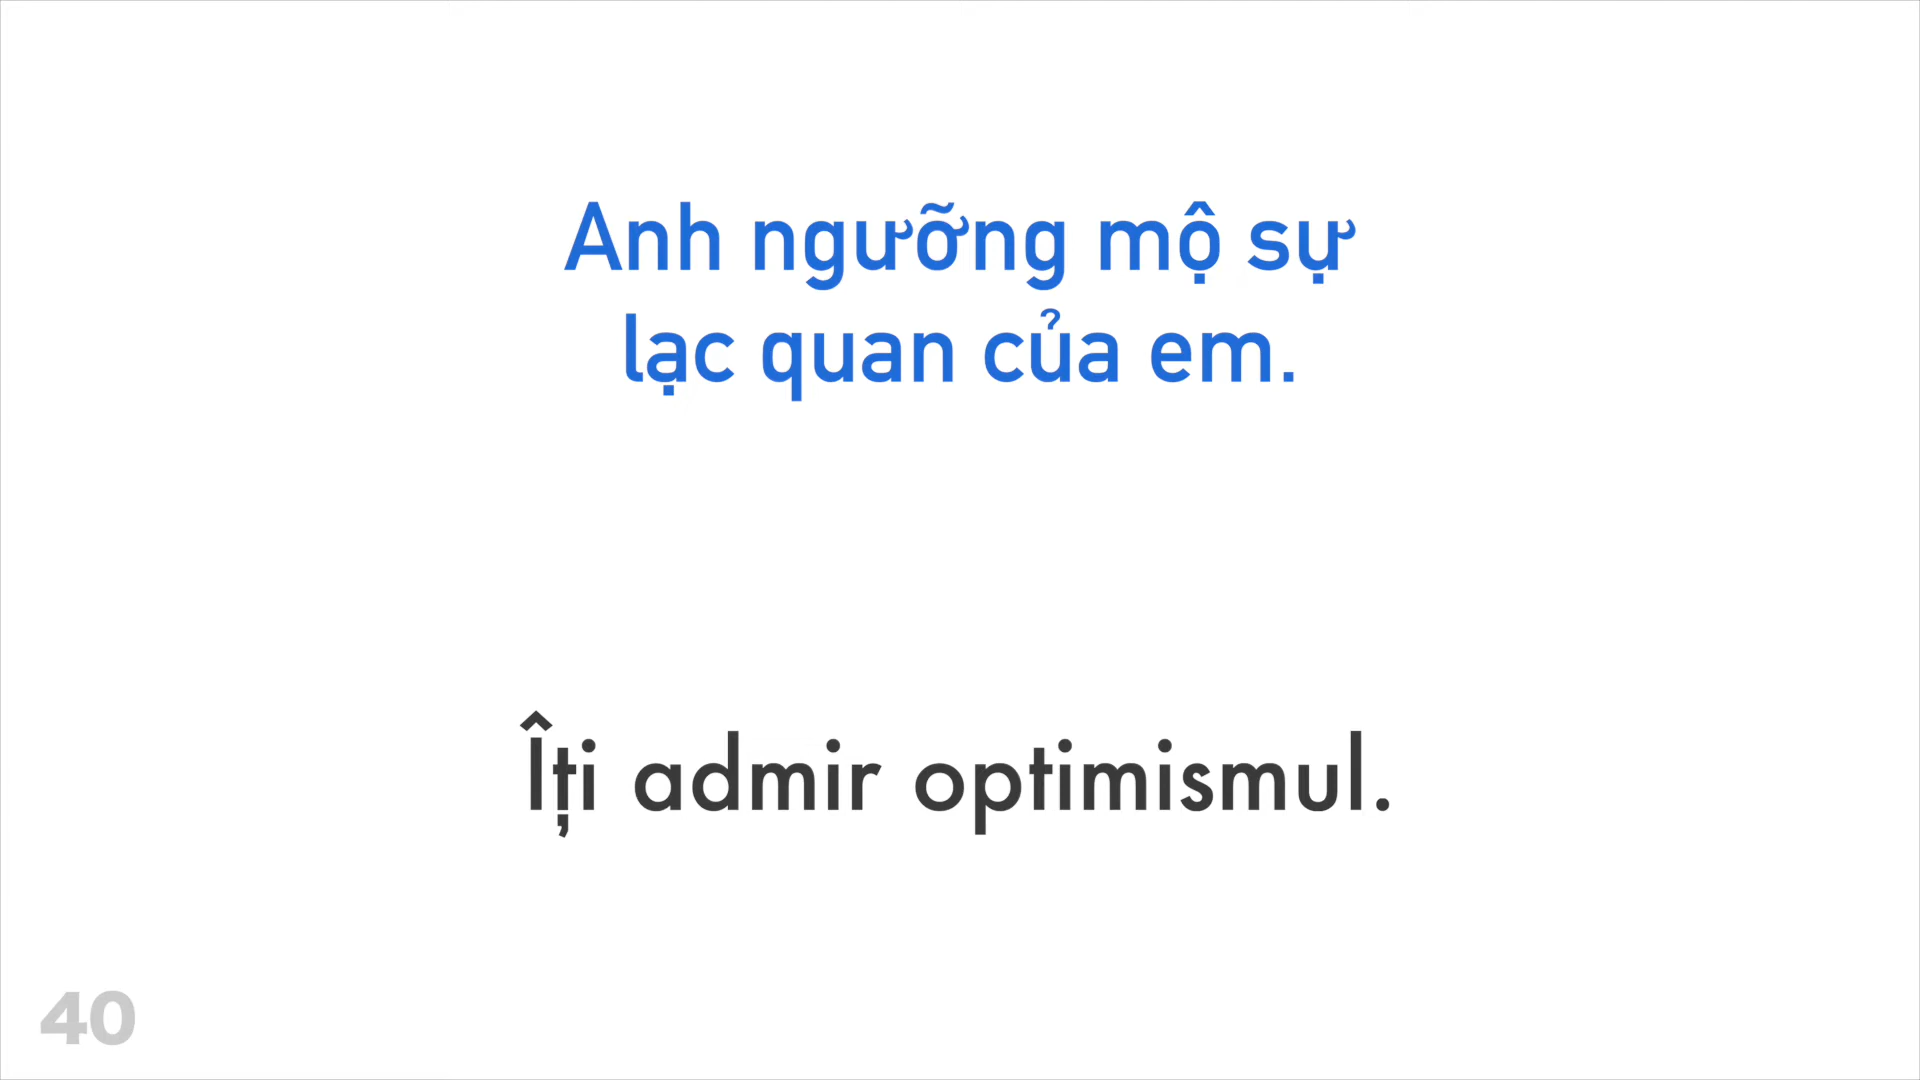 Anh ngưỡng mộ sự
lạc quan của em.
Îți admir optimismul.
40